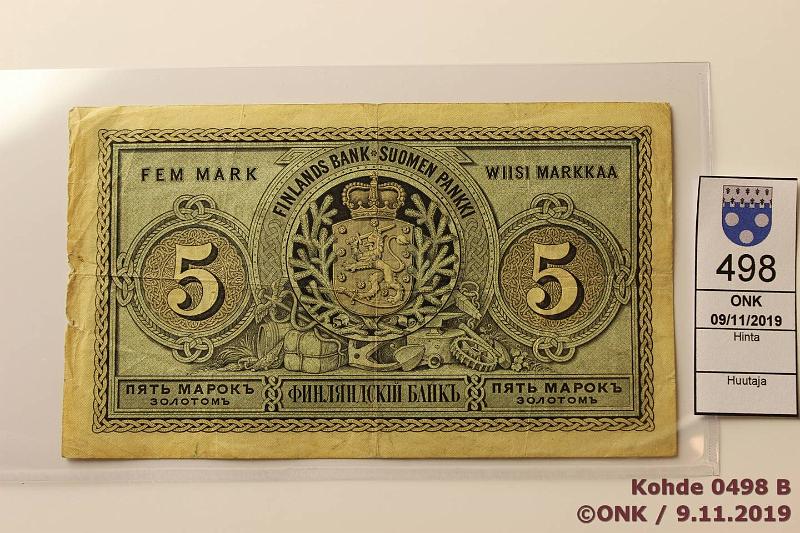 FEM MARK
FINLANDS BANK * SUOMEN PANKKI
WIISI MARKKAA
5
5
ПЯТЬ МАРОКЪ
ЗОЛОТОМЪ
ФИНЛЯНДСКІЙ БАНКЪ
ПЯТЬ МАРОКЪ
ЗОЛОТОМЪ
498
ONK
09/11/2019
Hinta
Huutaja
Kohde 0498 B
©ONK / 9.11.2019